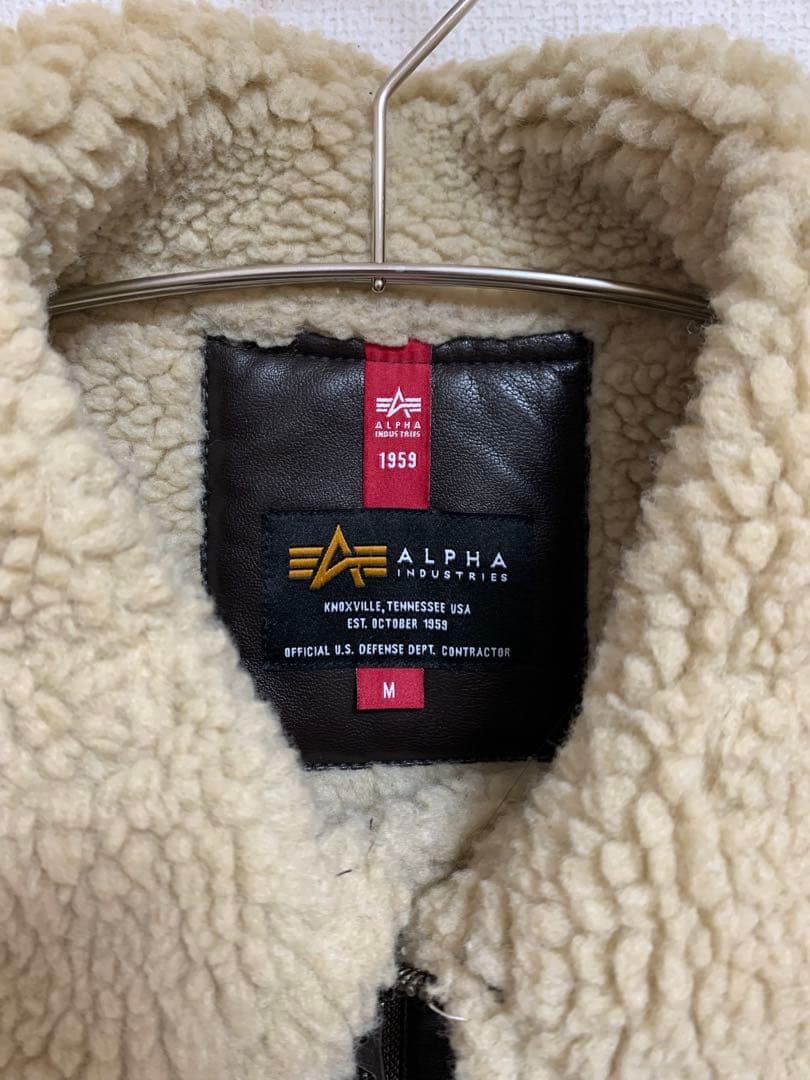 ALPHA
INDUSTRIES
1959
ALPHA
INDUSTRIES
KNOXVILLE, TENNESSEE USA
EST. OCTOBER 1959
OFFICIAL U.S. DEFENSE DEPT. CONTRACTOR
M